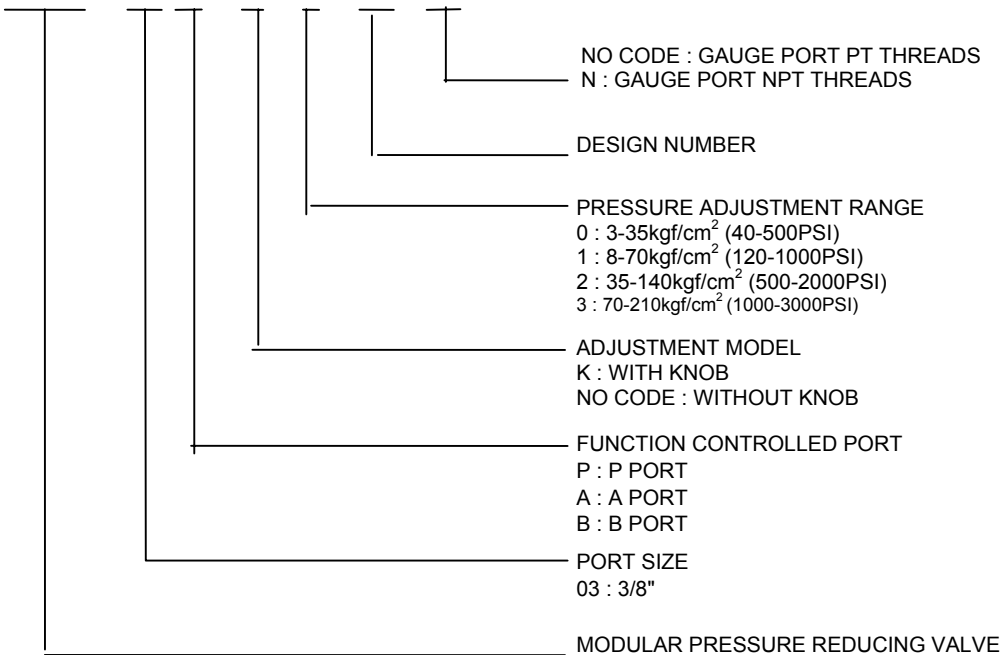 NO CODE : GAUGE PORT PT THREADS
N : GAUGE PORT NPT THREADS
DESIGN NUMBER
PRESSURE ADJUSTMENT RANGE
0 : 3-35kgf/cm² (40-500PSI)
1 : 8-70kgf/cm² (120-1000PSI)
2 : 35-140kgf/cm² (500-2000PSI)
3 : 70-210kgf/cm² (1000-3000PSI)
ADJUSTMENT MODEL
K : WITH KNOB
NO CODE : WITHOUT KNOB
FUNCTION CONTROLLED PORT
P : P PORT
A : A PORT
B : B PORT
PORT SIZE
03 : 3/8"
MODULAR PRESSURE REDUCING VALVE